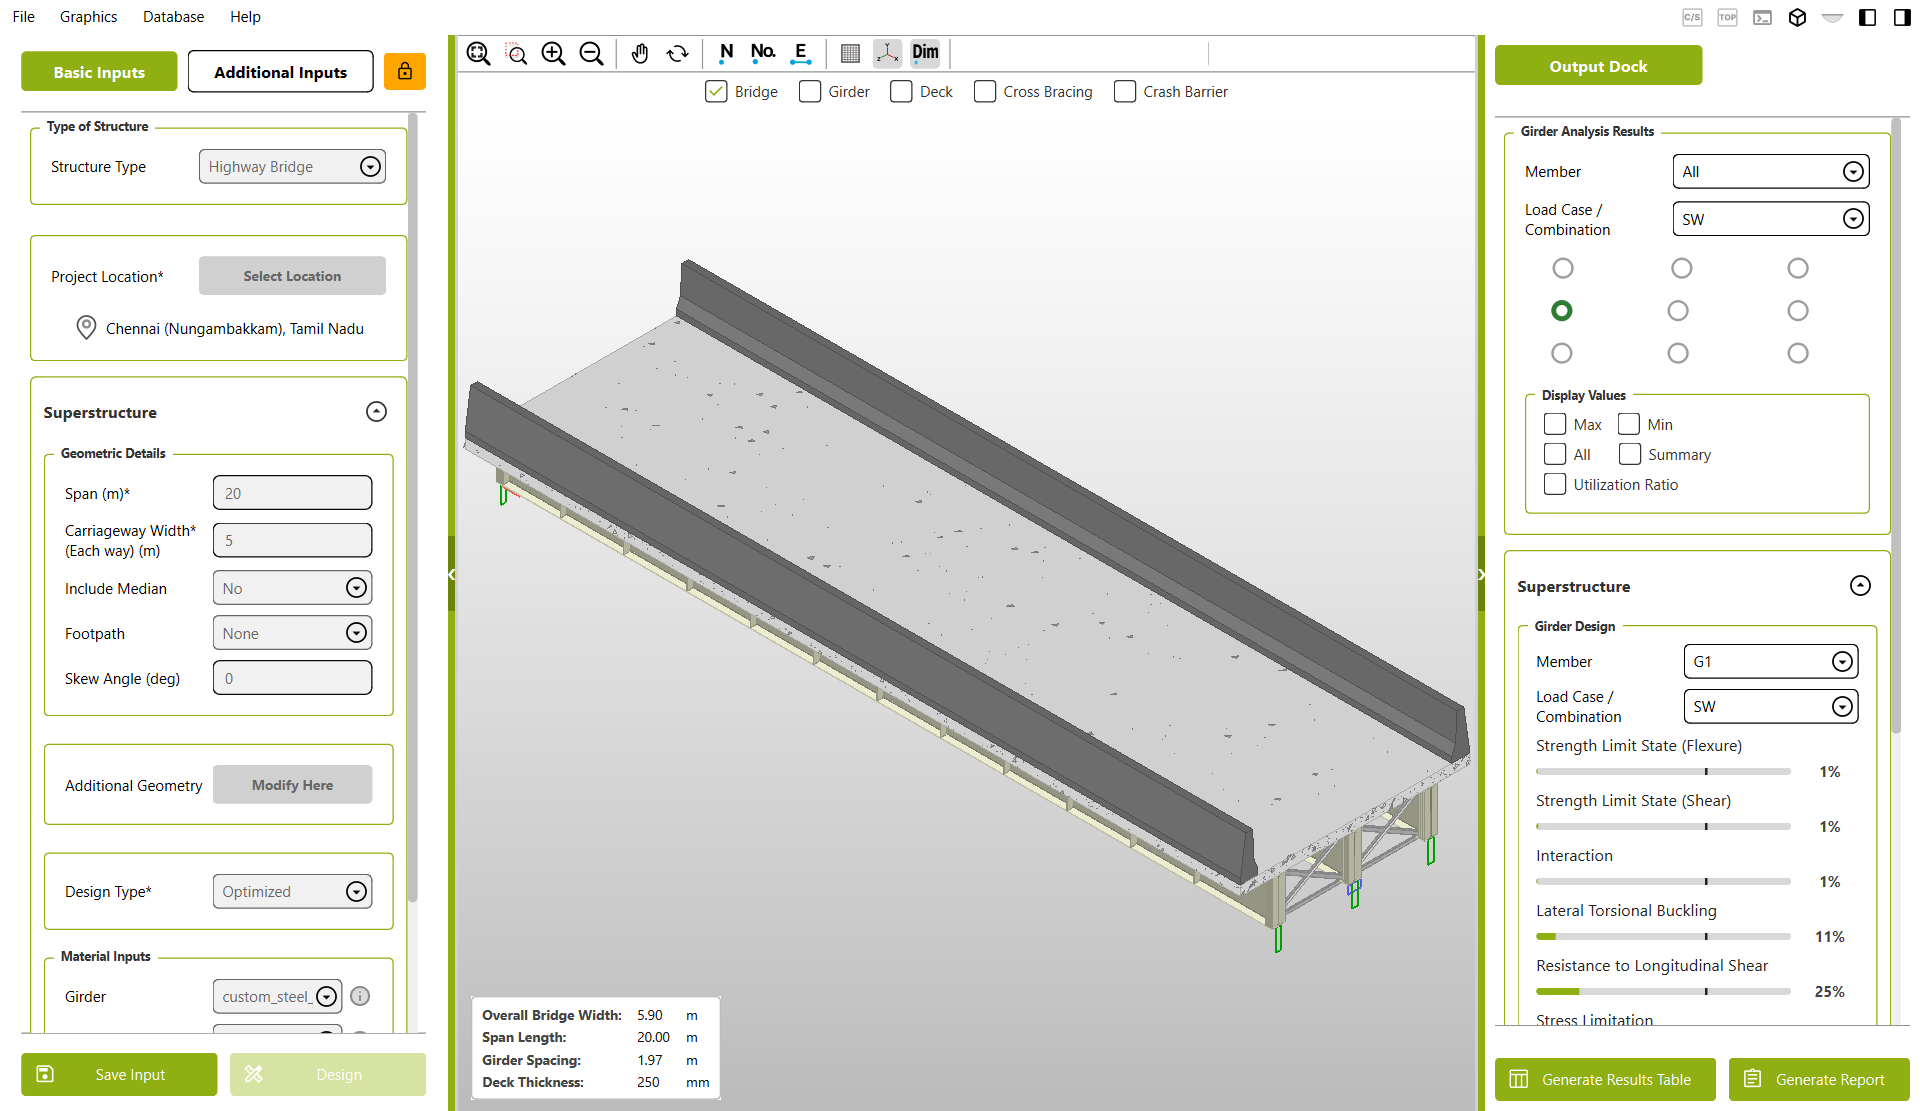 File Graphics Database Help
C/S TOP
Basic Inputs Additional Inputs
Type of Structure
Structure Type Highway Bridge
Project Location* Select Location
Chennai (Nungambakkam), Tamil Nadu
Superstructure
Geometric Details
Span (m)* 20
Carriageway Width*
(Each way) (m) 5
Include Median No
Footpath None
Skew Angle (deg) 0
Additional Geometry Modify Here
Design Type* Optimized
Material Inputs
Girder custom_steel_
Save Input Design
N No. E Dim
Bridge Girder Deck Cross Bracing Crash Barrier
Overall Bridge Width: 5.90 m
Span Length: 20.00 m
Girder Spacing: 1.97 m
Deck Thickness: 250 mm
Output Dock
Girder Analysis Results
Member All
Load Case /
Combination SW
Display Values
Max Min
All Summary
Utilization Ratio
Superstructure
Girder Design
Member G1
Load Case /
Combination SW
Strength Limit State (Flexure)
1%
Strength Limit State (Shear)
1%
Interaction
1%
Lateral Torsional Buckling
11%
Resistance to Longitudinal Shear
25%
Stress Limitation
Generate Results Table Generate Report